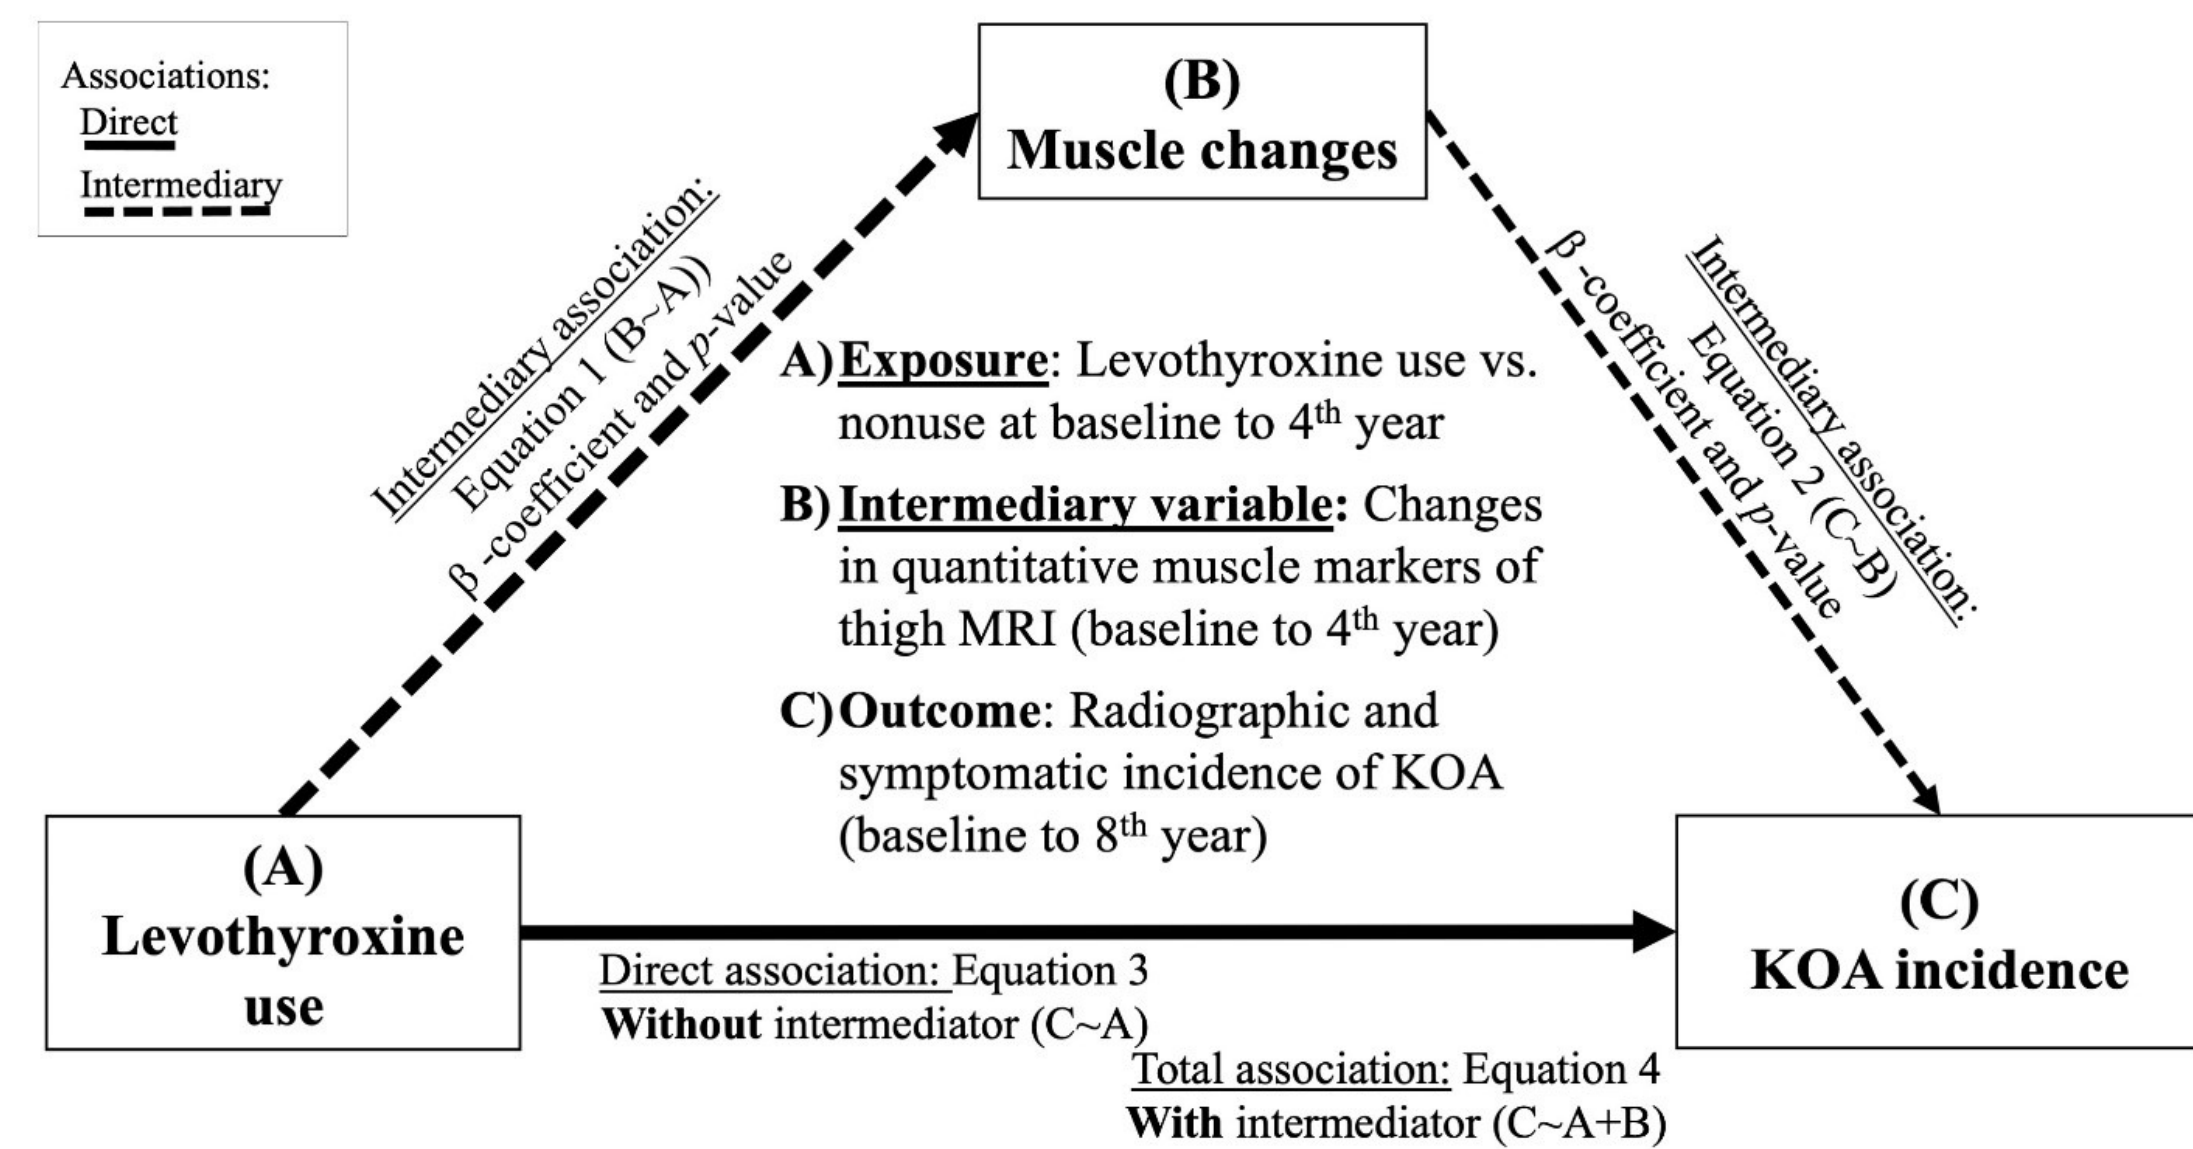 Associations:
Direct
Intermediary
(B)
Muscle changes
Intermediary association:
Equation 1 (B~A))
β -coefficient and p-value
β -coefficient and p-value
Equation 2 (C~B)
Intermediary association:
A) Exposure: Levothyroxine use vs.
nonuse at baseline to 4th year
B) Intermediary variable: Changes
in quantitative muscle markers of
thigh MRI (baseline to 4th year)
C) Outcome: Radiographic and
symptomatic incidence of KOA
(baseline to 8th year)
(A)
Levothyroxine
use
(C)
KOA incidence
Direct association: Equation 3
Without intermediator (C~A)
Total association: Equation 4
With intermediator (C~A+B)